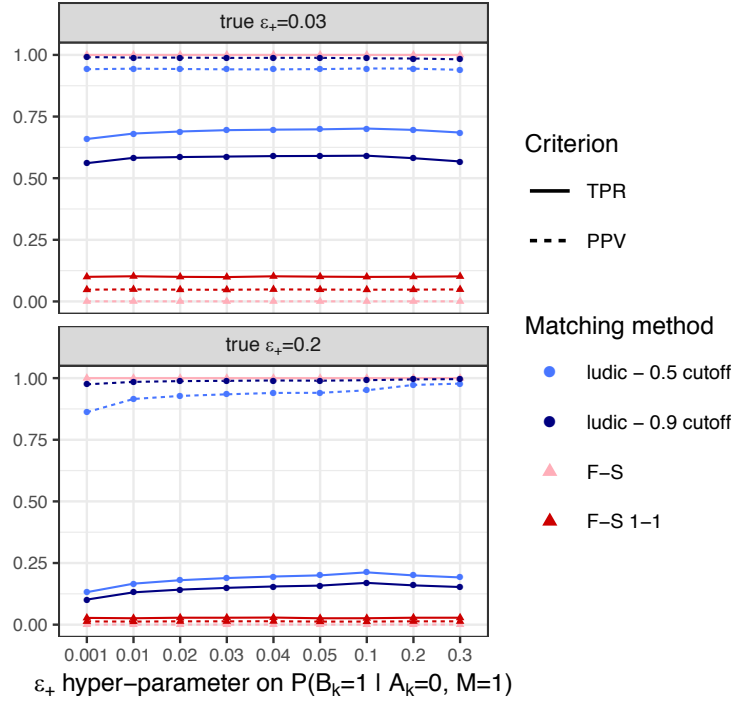 true ε₊=0.03
1.00
0.75
0.50
0.25
0.00
true ε₊=0.2
1.00
0.75
0.50
0.25
0.00
0.001 0.01 0.02 0.03 0.04 0.05 0.1 0.2 0.3
ε₊ hyper−parameter on P(Bₖ=1 | Aₖ=0, M=1)
Criterion
TPR
PPV
Matching method
ludic − 0.5 cutoff
ludic − 0.9 cutoff
F−S
F−S 1−1